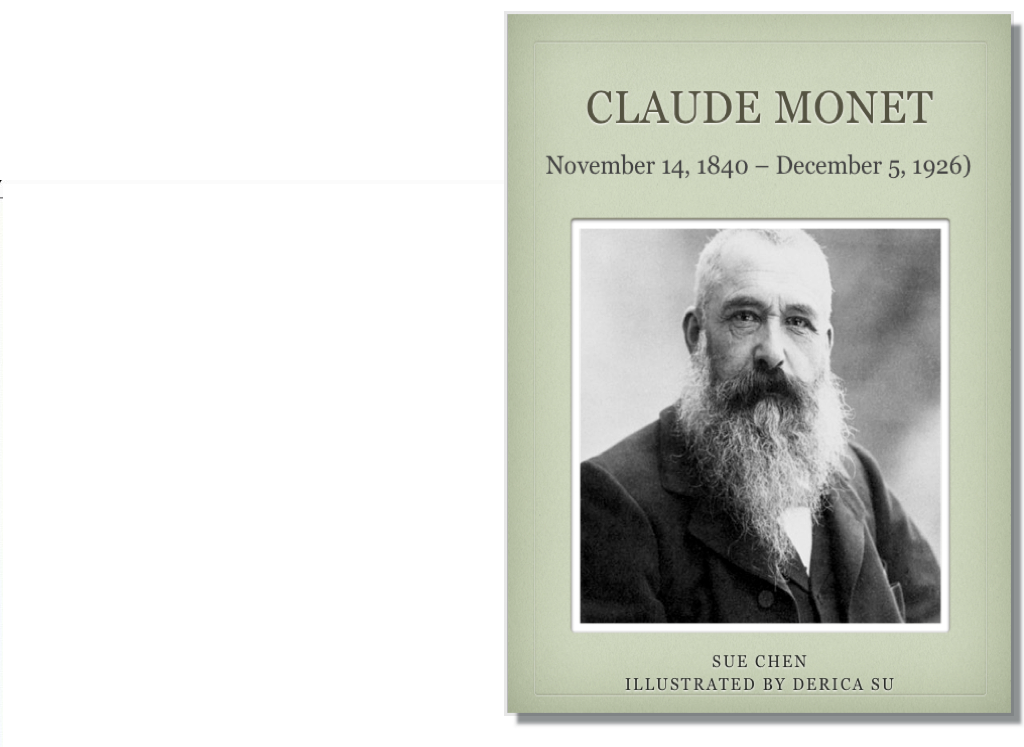 CLAUDE MONET
November 14, 1840 – December 5, 1926)
SUE CHEN
ILLUSTRATED BY DERICA SU